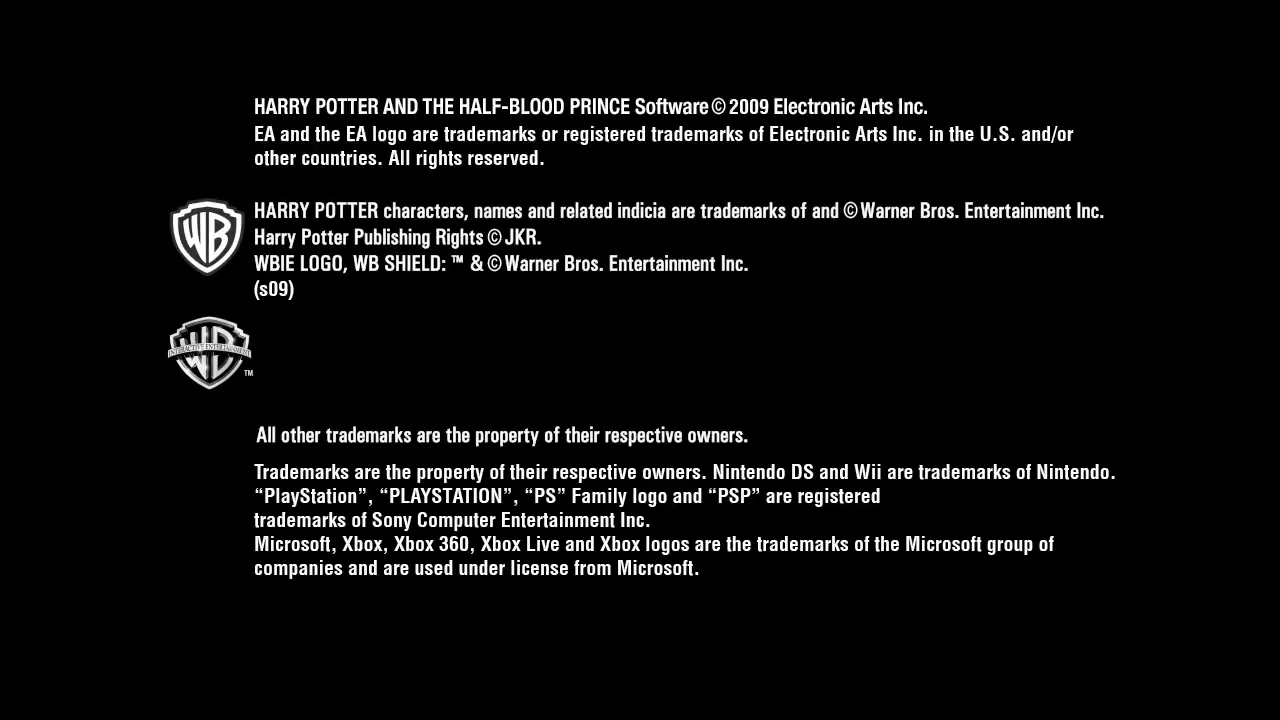 HARRY POTTER AND THE HALF-BLOOD PRINCE Software © 2009 Electronic Arts Inc.
EA and the EA logo are trademarks or registered trademarks of Electronic Arts Inc. in the U.S. and/or
other countries. All rights reserved.
HARRY POTTER characters, names and related indicia are trademarks of and © Warner Bros. Entertainment Inc.
WB
Harry Potter Publishing Rights © JKR.
WBIE LOGO, WB SHIELD: ™ & © Warner Bros. Entertainment Inc.
(s09)
WB
INTERACTIVE ENTERTAINMENT
TM
All other trademarks are the property of their respective owners.
Trademarks are the property of their respective owners. Nintendo DS and Wii are trademarks of Nintendo.
“PlayStation”, “PLAYSTATION”, “PS” Family logo and “PSP” are registered
trademarks of Sony Computer Entertainment Inc.
Microsoft, Xbox, Xbox 360, Xbox Live and Xbox logos are the trademarks of the Microsoft group of
companies and are used under license from Microsoft.